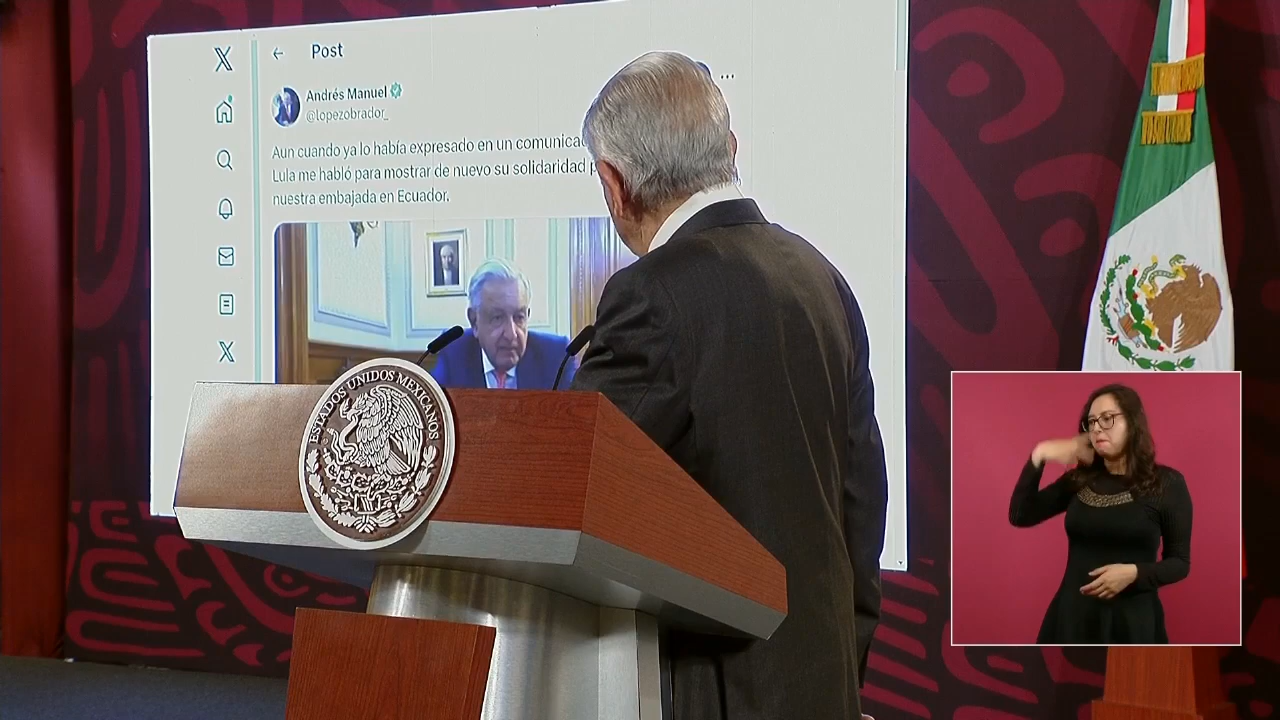 Post
Andrés Manuel
@lopezobrador_
Aun cuando ya lo había expresado en un
Lula me habló para mostrar de nuevo su solidaridad
nuestra embajada en Ecuador.
ESTADOS UNIDOS MEXICANOS